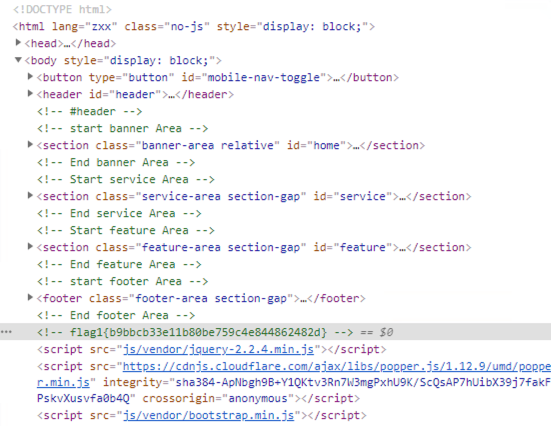 <!DOCTYPE html>
<html lang="zxx" class="no-js" style="display: block;">
<head>…</head>
<body style="display: block;">
<button type="button" id="mobile-nav-toggle">…</button>
<header id="header">…</header>
<!-- #header -->
<!-- start banner Area -->
<section class="banner-area relative" id="home">…</section>
<!-- End banner Area -->
<!-- Start service Area -->
<section class="service-area section-gap" id="service">…</section>
<!-- End service Area -->
<!-- Start feature Area -->
<section class="feature-area section-gap" id="feature">…</section>
<!-- End feature Area -->
<!-- start footer Area -->
<footer class="footer-area section-gap">…</footer>
<!-- End footer Area -->
<!-- flag1{b9bbcb33e11b80be759c4e844862482d} --> == $0
<script src="js/vendor/jquery-2.2.4.min.js"></script>
<script src="https://cdnjs.cloudflare.com/ajax/libs/popper.js/1.12.9/umd/poppe
r.min.js" integrity="sha384-ApNbgh9B+Y1QKtv3Rn7W3mgPxhU9K/ScQsAP7hUibX39j7fakF
PskvXusvfa0b4Q" crossorigin="anonymous"></script>
<script src="js/vendor/bootstrap.min.js"></script>